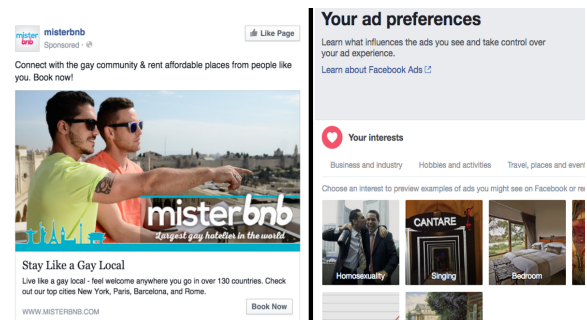 mister
bnb
misterbnb
Sponsored ·
Like Page
Connect with the gay community & rent affordable places from people like
you. Book now!
misterbnb
Largest gay hotelier in the world
Stay Like a Gay Local
Live like a gay local - feel welcome anywhere you go in over 130 countries. Check
out our top cities New York, Paris, Barcelona, and Rome.
WWW.MISTERBNB.COM
Book Now
Your ad preferences
Learn what influences the ads you see and take control over
your ad experience.
Learn about Facebook Ads
Your interests
Business and industry Hobbies and activities Travel, places and event
Choose an interest to preview examples of ads you might see on Facebook or re
CANTARE
Homosexuality
Singing
Bedroom